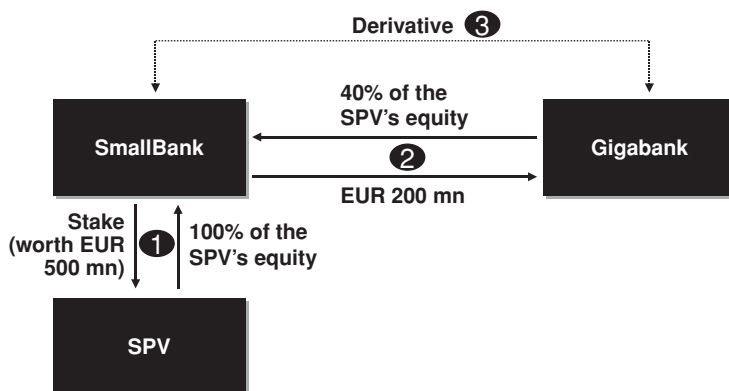 Derivative 3
40% of the
SPV's equity
SmallBank
Gigabank
2
EUR 200 mn
Stake
(worth EUR
500 mn)
1
100% of the
SPV's equity
SPV